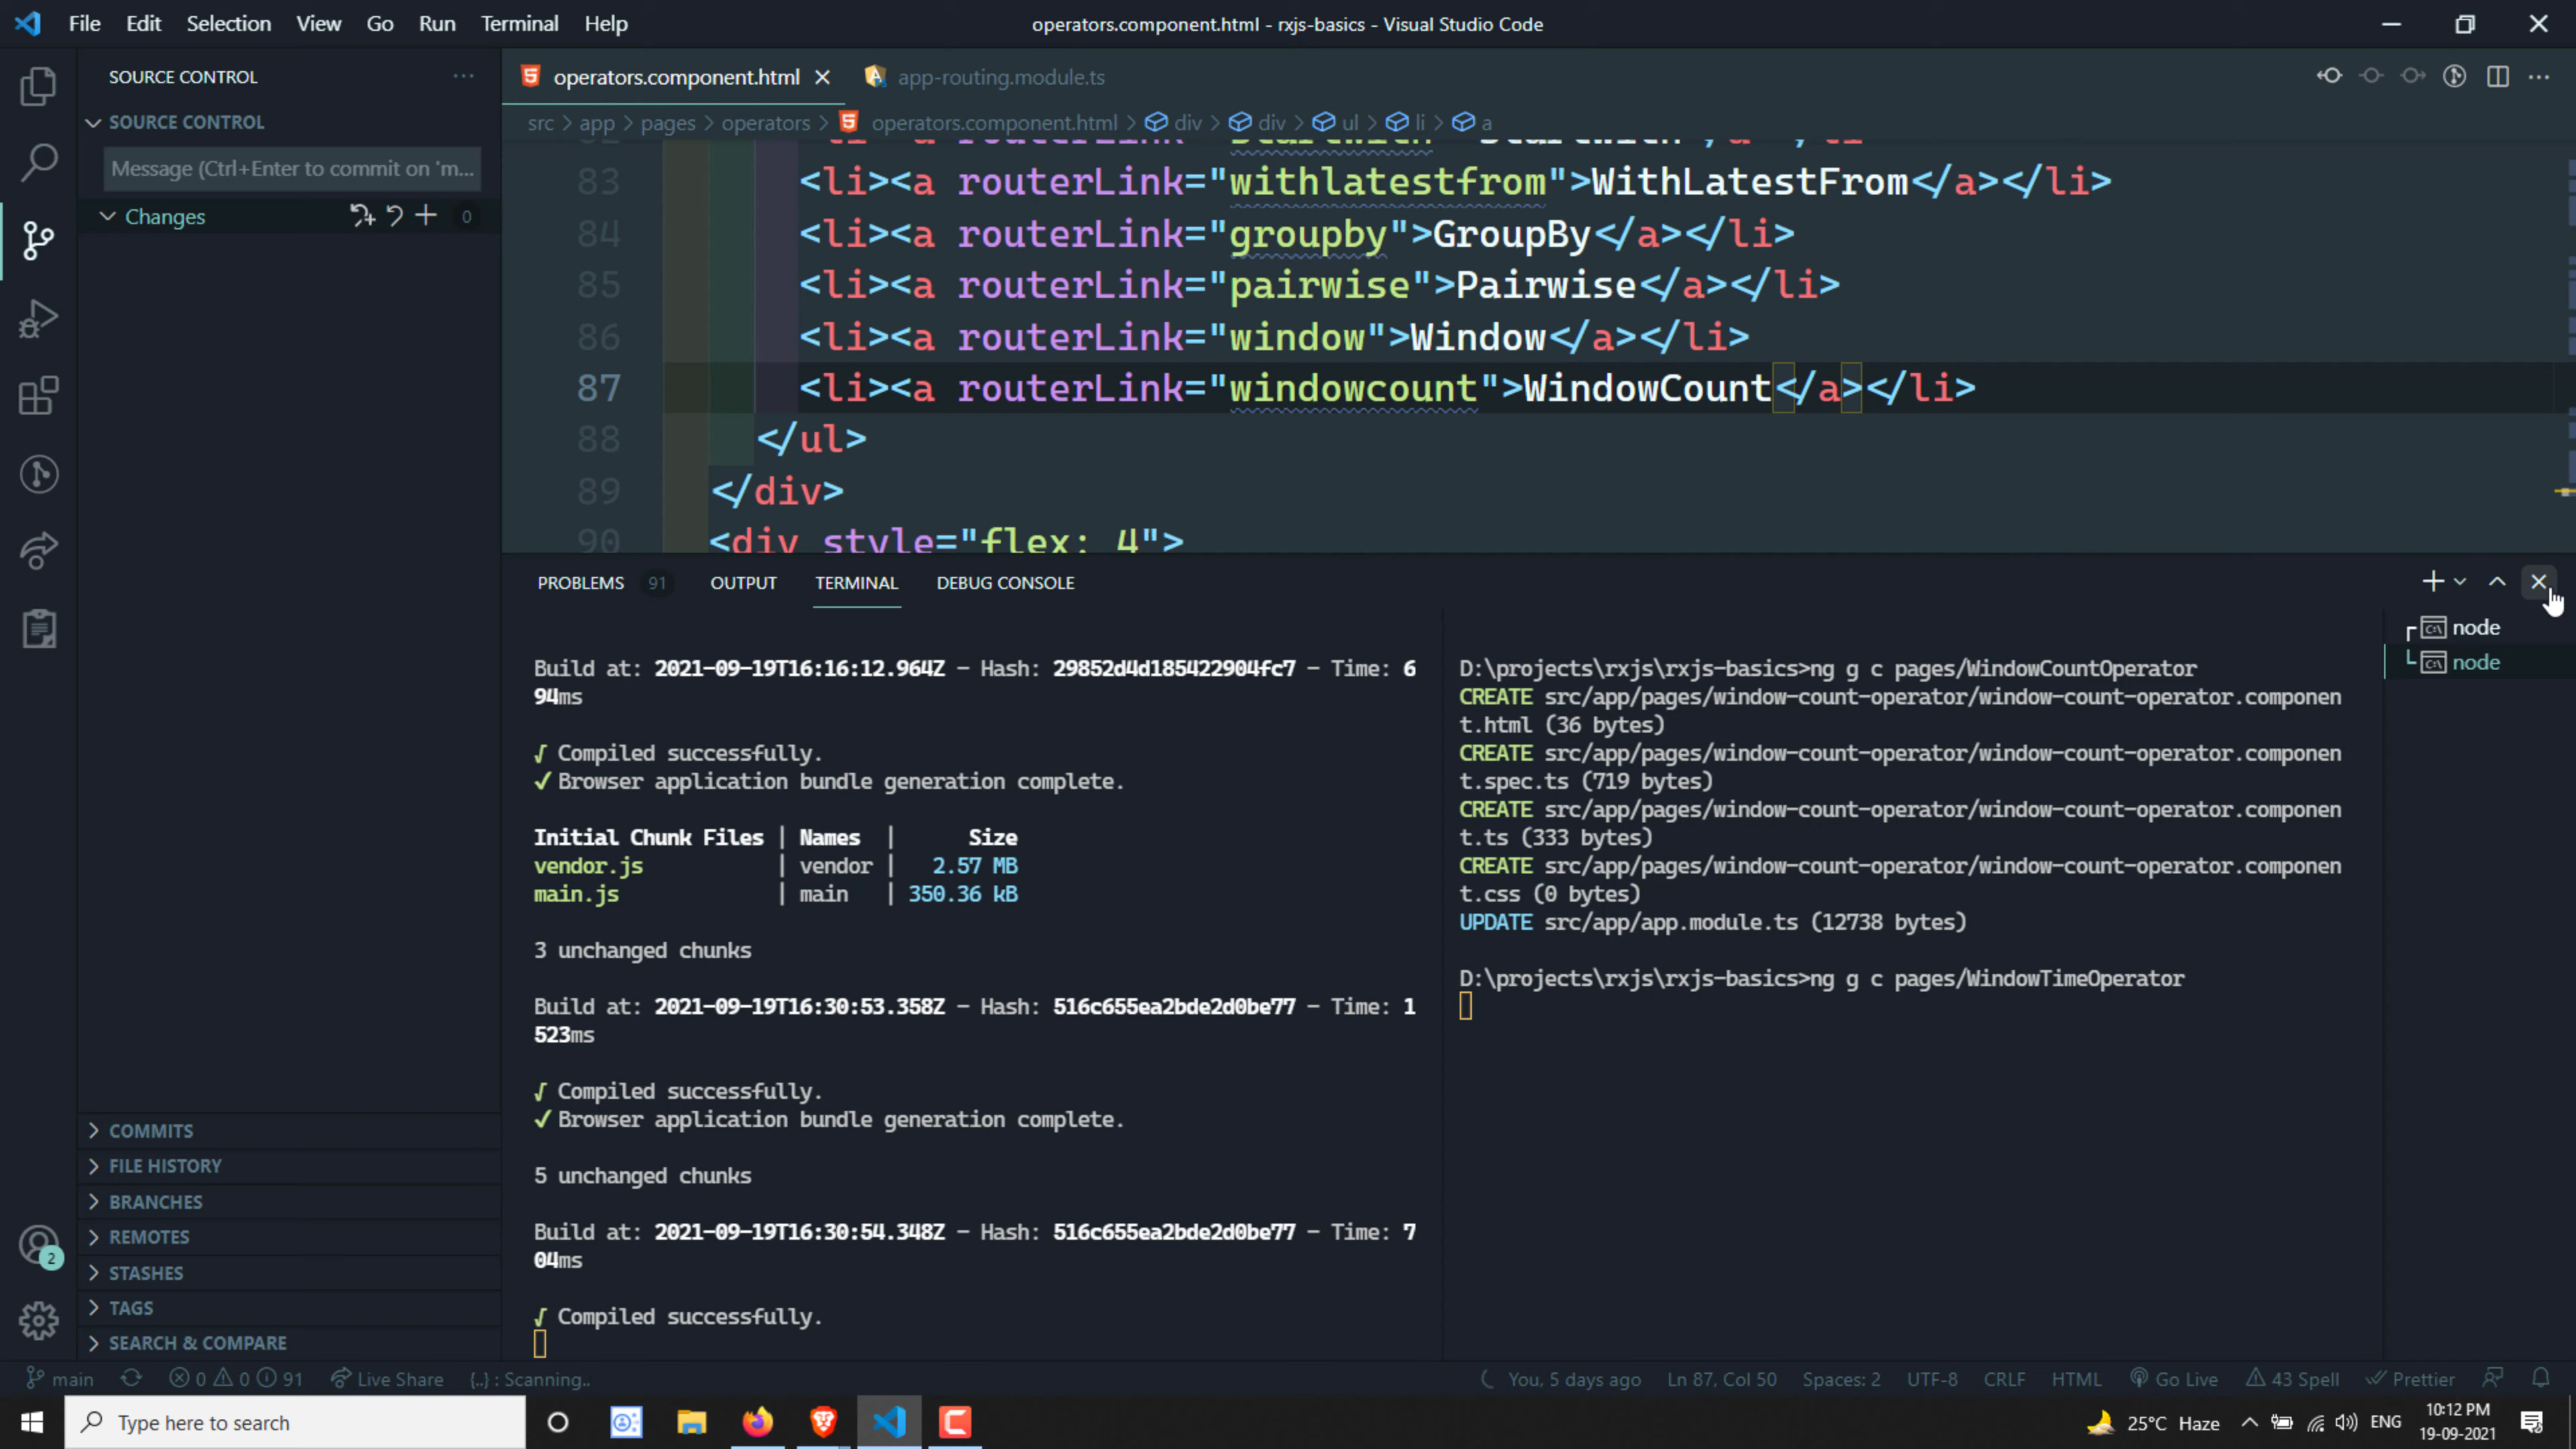 File Edit Selection View Go Run Terminal Help
operators.component.html - rxjs-basics - Visual Studio Code
SOURCE CONTROL
SOURCE CONTROL
Message (Ctrl+Enter to commit on 'm...
Changes 0
COMMITS
FILE HISTORY
BRANCHES
REMOTES
STASHES
TAGS
SEARCH & COMPARE
2
operators.component.html
app-routing.module.ts
src > app > pages > operators > operators.component.html > div > div > ul > li > a
83 <li><a routerLink="withlatestfrom">WithLatestFrom</a></li>
84 <li><a routerLink="groupby">GroupBy</a></li>
85 <li><a routerLink="pairwise">Pairwise</a></li>
86 <li><a routerLink="window">Window</a></li>
87 <li><a routerLink="windowcount">WindowCount</a></li>
88 </ul>
89 </div>
90 <div style="flex: 4">
PROBLEMS 91 OUTPUT TERMINAL DEBUG CONSOLE
Build at: 2021-09-19T16:16:12.964Z - Hash: 29852d4d185422904fc7 - Time: 6
94ms
√ Compiled successfully.
✔ Browser application bundle generation complete.
Initial Chunk Files | Names | Size
vendor.js | vendor | 2.57 MB
main.js | main | 350.36 kB
3 unchanged chunks
Build at: 2021-09-19T16:30:53.358Z - Hash: 516c655ea2bde2d0be77 - Time: 1
523ms
√ Compiled successfully.
✔ Browser application bundle generation complete.
5 unchanged chunks
Build at: 2021-09-19T16:30:54.348Z - Hash: 516c655ea2bde2d0be77 - Time: 7
04ms
√ Compiled successfully.
D:\projects\rxjs\rxjs-basics>ng g c pages/WindowCountOperator
CREATE src/app/pages/window-count-operator/window-count-operator.componen
t.html (36 bytes)
CREATE src/app/pages/window-count-operator/window-count-operator.componen
t.spec.ts (719 bytes)
CREATE src/app/pages/window-count-operator/window-count-operator.componen
t.ts (333 bytes)
CREATE src/app/pages/window-count-operator/window-count-operator.componen
t.css (0 bytes)
UPDATE src/app/app.module.ts (12738 bytes)
D:\projects\rxjs\rxjs-basics>ng g c pages/WindowTimeOperator
node
node
main 0 0 91 Live Share {..} : Scanning.. You, 5 days ago Ln 87, Col 50 Spaces: 2 UTF-8 CRLF HTML Go Live 43 Spell Prettier
Type here to search
25°C Haze ENG
10:12 PM
19-09-2021